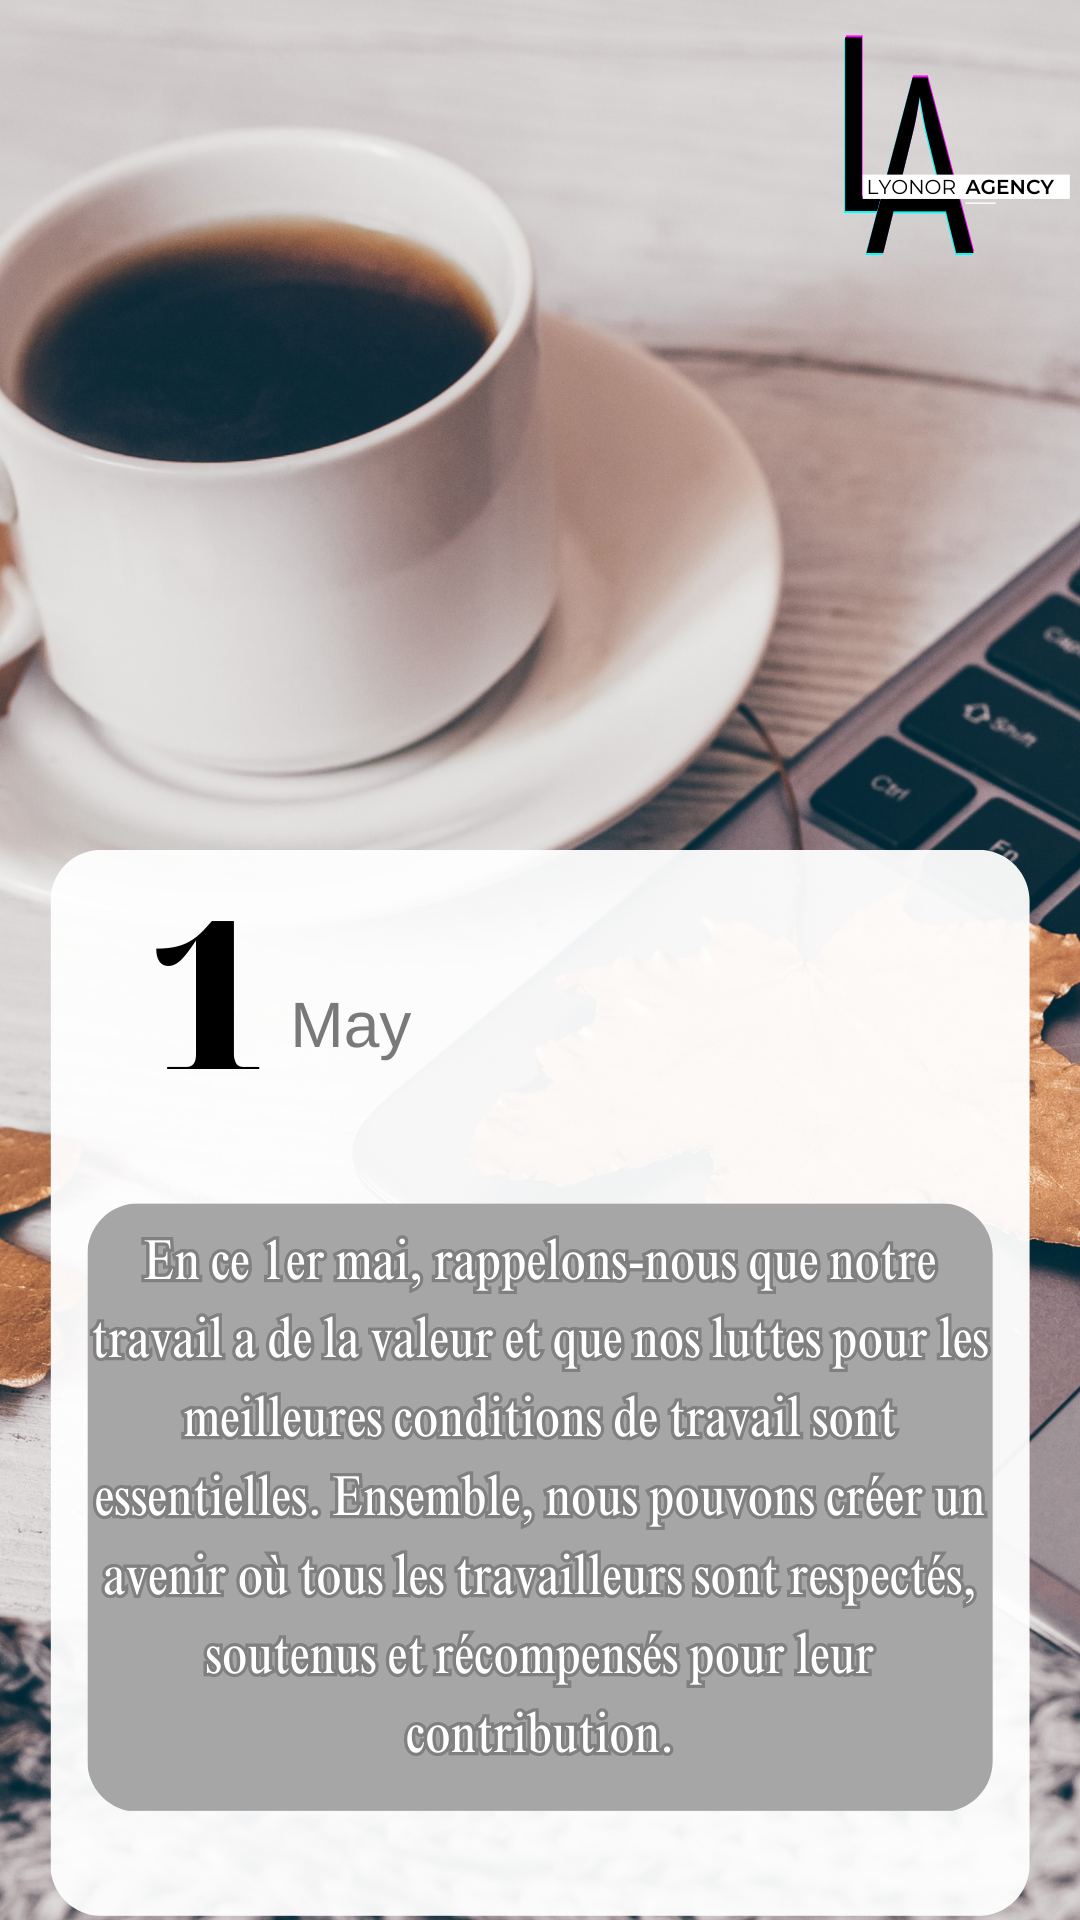 LYONOR AGENCY
LA
Shift
Ctrl
Fn
1 May
En ce 1er mai, rappelons-nous que notre
travail a de la valeur et que nos luttes pour les
meilleures conditions de travail sont
essentielles. Ensemble, nous pouvons créer un
avenir où tous les travailleurs sont respectés,
soutenus et récompensés pour leur
contribution.